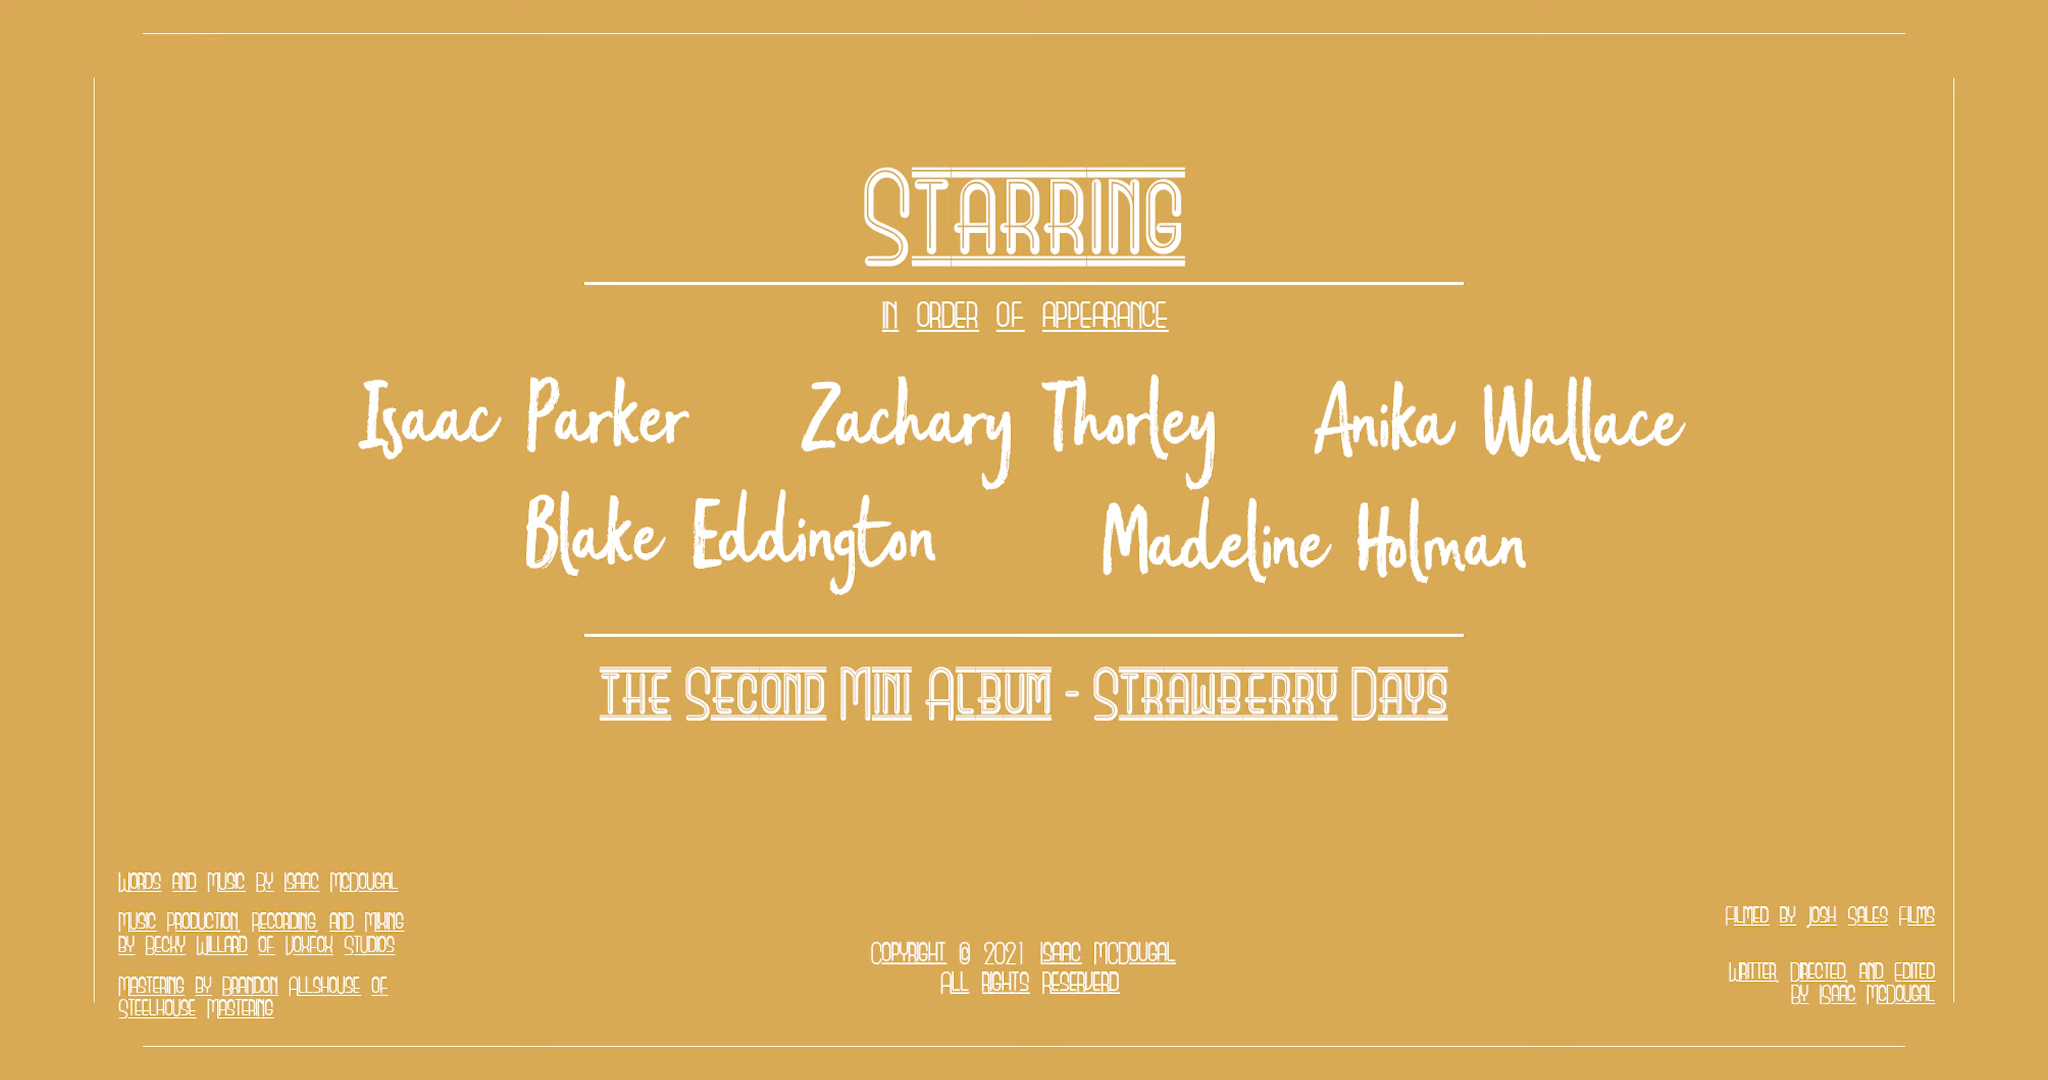 Starring
in order of appearance
Isaac Parker Zachary Thorley Anika Wallace
Blake Eddington Madeline Holman
the Second Mini Album - Strawberry Days
Words and Music By Isaac McDougal
Music Production, Recording, and Mixing
by Becky Willard of VoxFox Studios
Mastering by Brandon Allshouse of
Steelhouse Mastering
Copyright @ 2021 Isaac McDougal
All Rights Reserverd
Filmed by Josh Sales Films
Writter, Directed, and Edited
By Isaac McDougal